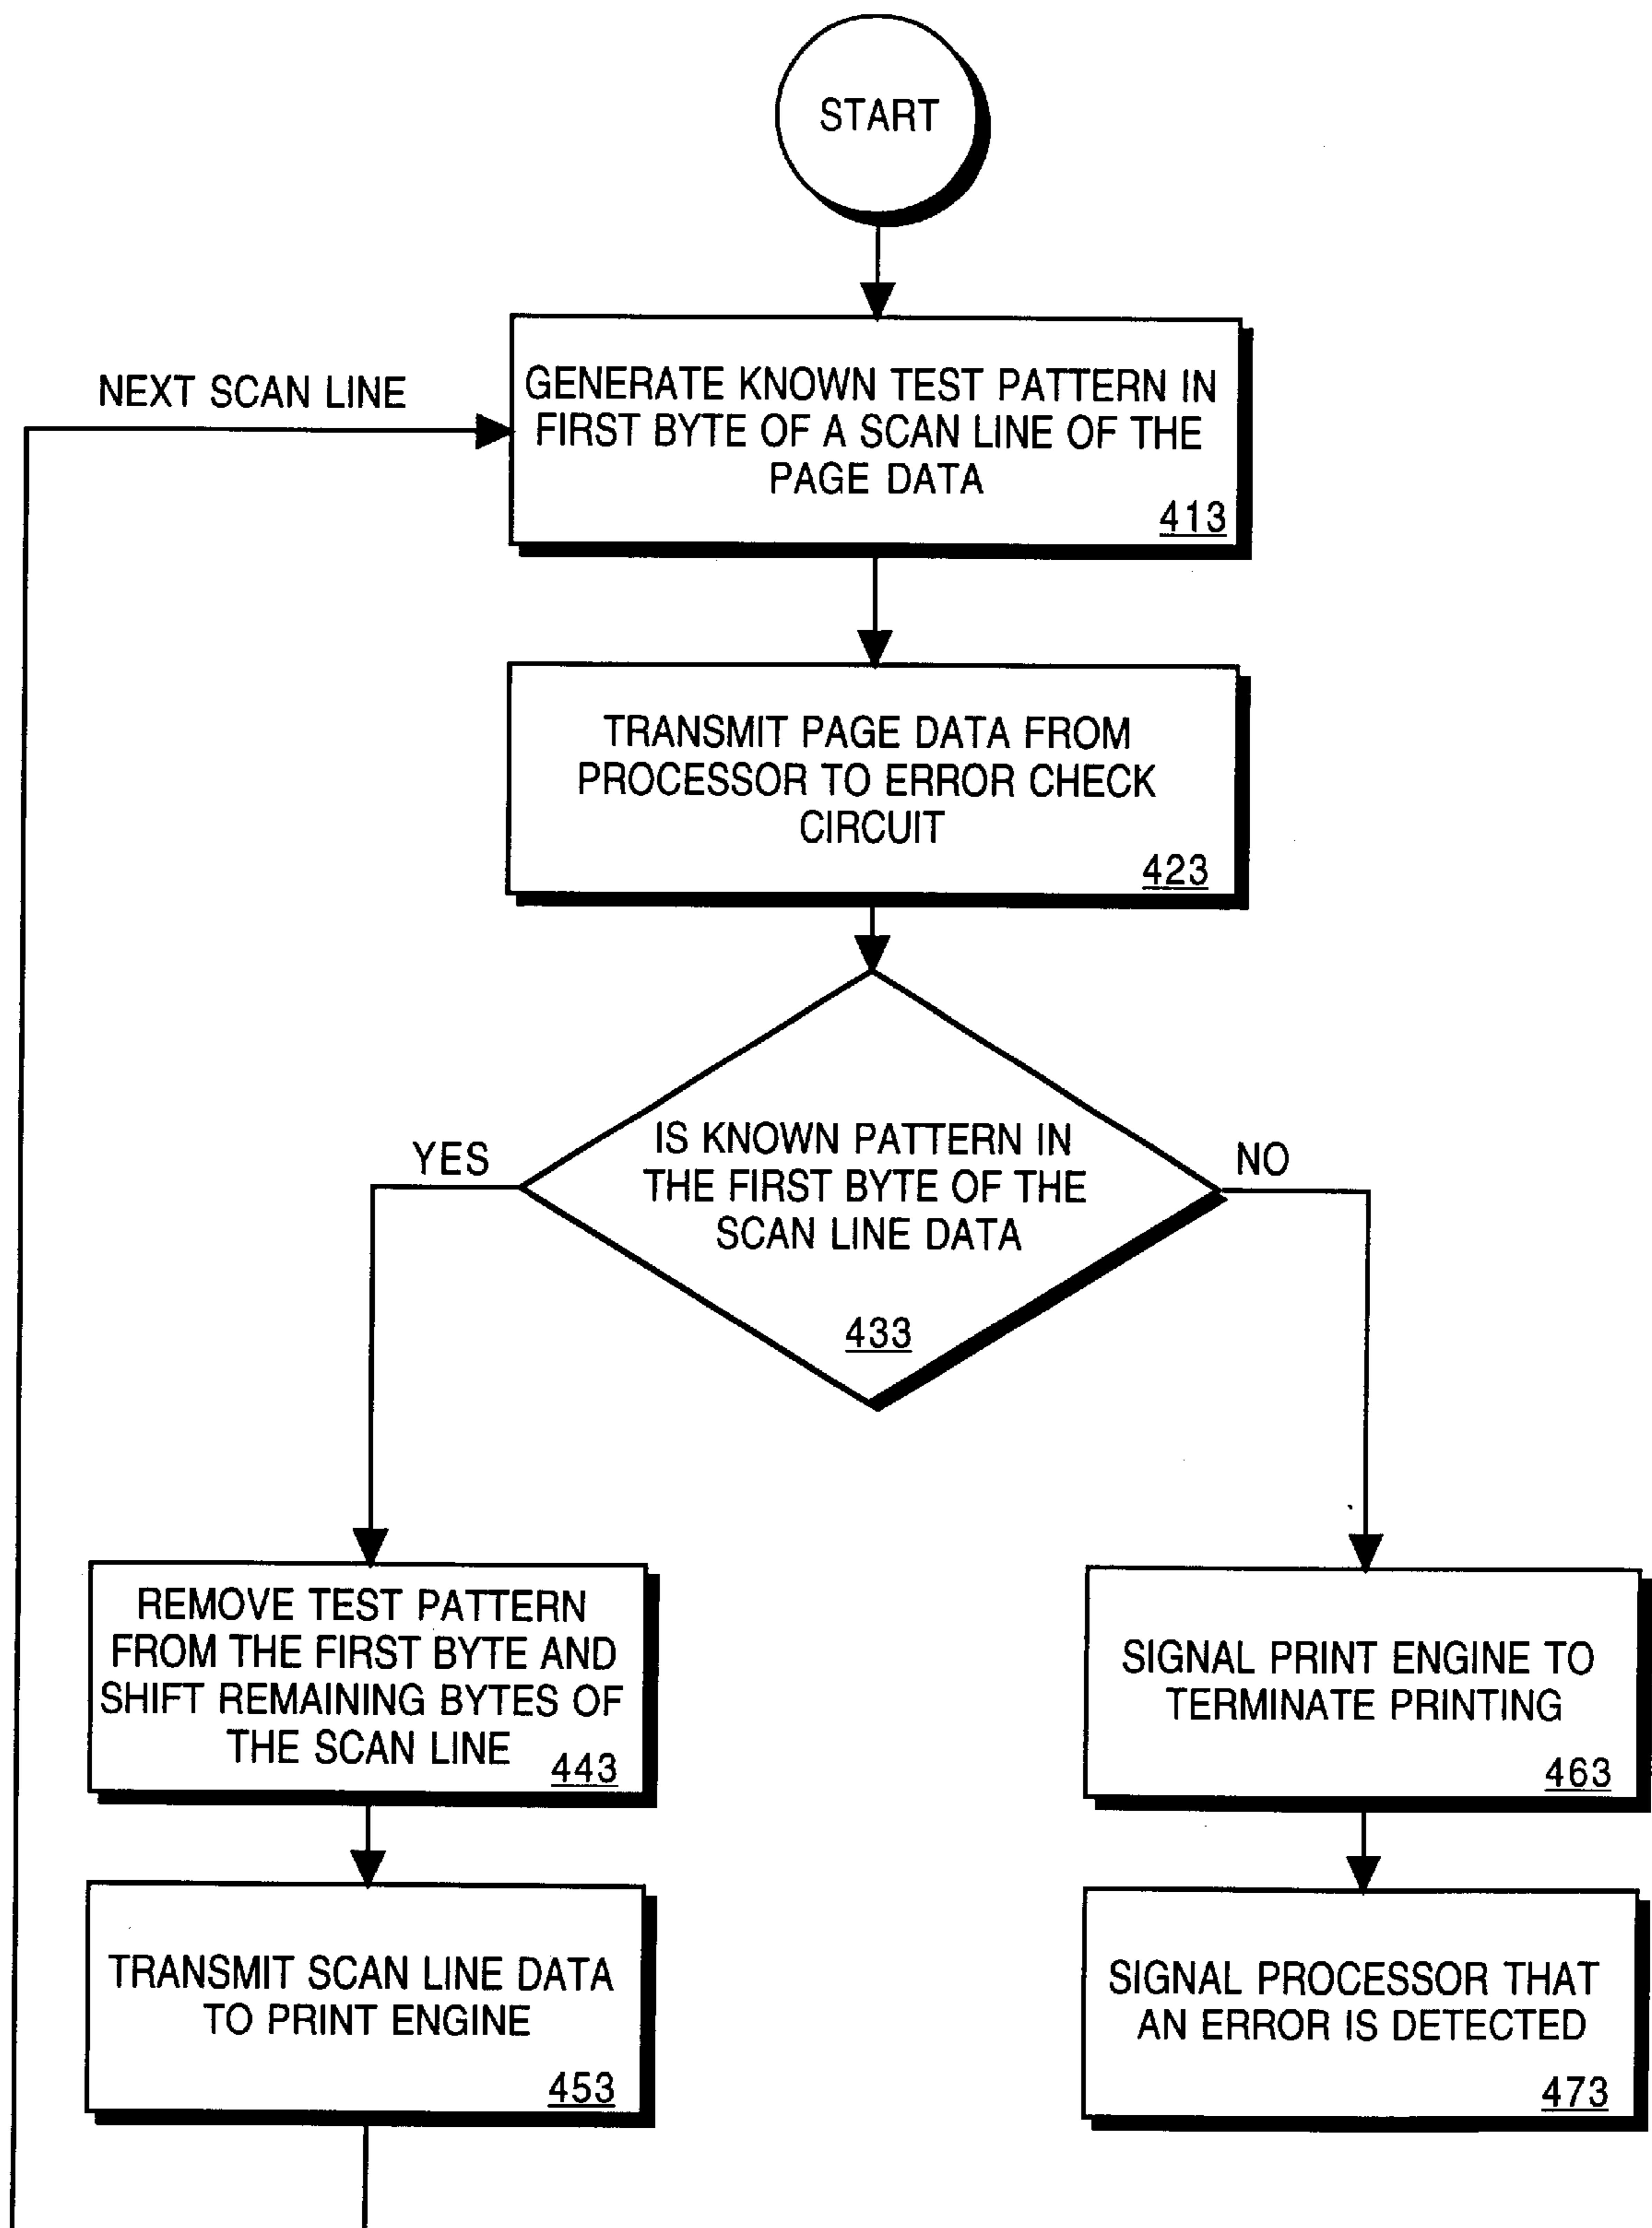 START
NEXT SCAN LINE
GENERATE KNOWN TEST PATTERN IN
FIRST BYTE OF A SCAN LINE OF THE
PAGE DATA
413
TRANSMIT PAGE DATA FROM
PROCESSOR TO ERROR CHECK
CIRCUIT
423
YES
IS KNOWN PATTERN IN
THE FIRST BYTE OF THE
SCAN LINE DATA
433
NO
REMOVE TEST PATTERN
FROM THE FIRST BYTE AND
SHIFT REMAINING BYTES OF
THE SCAN LINE
443
SIGNAL PRINT ENGINE TO
TERMINATE PRINTING
463
TRANSMIT SCAN LINE DATA
TO PRINT ENGINE
453
SIGNAL PROCESSOR THAT
AN ERROR IS DETECTED
473